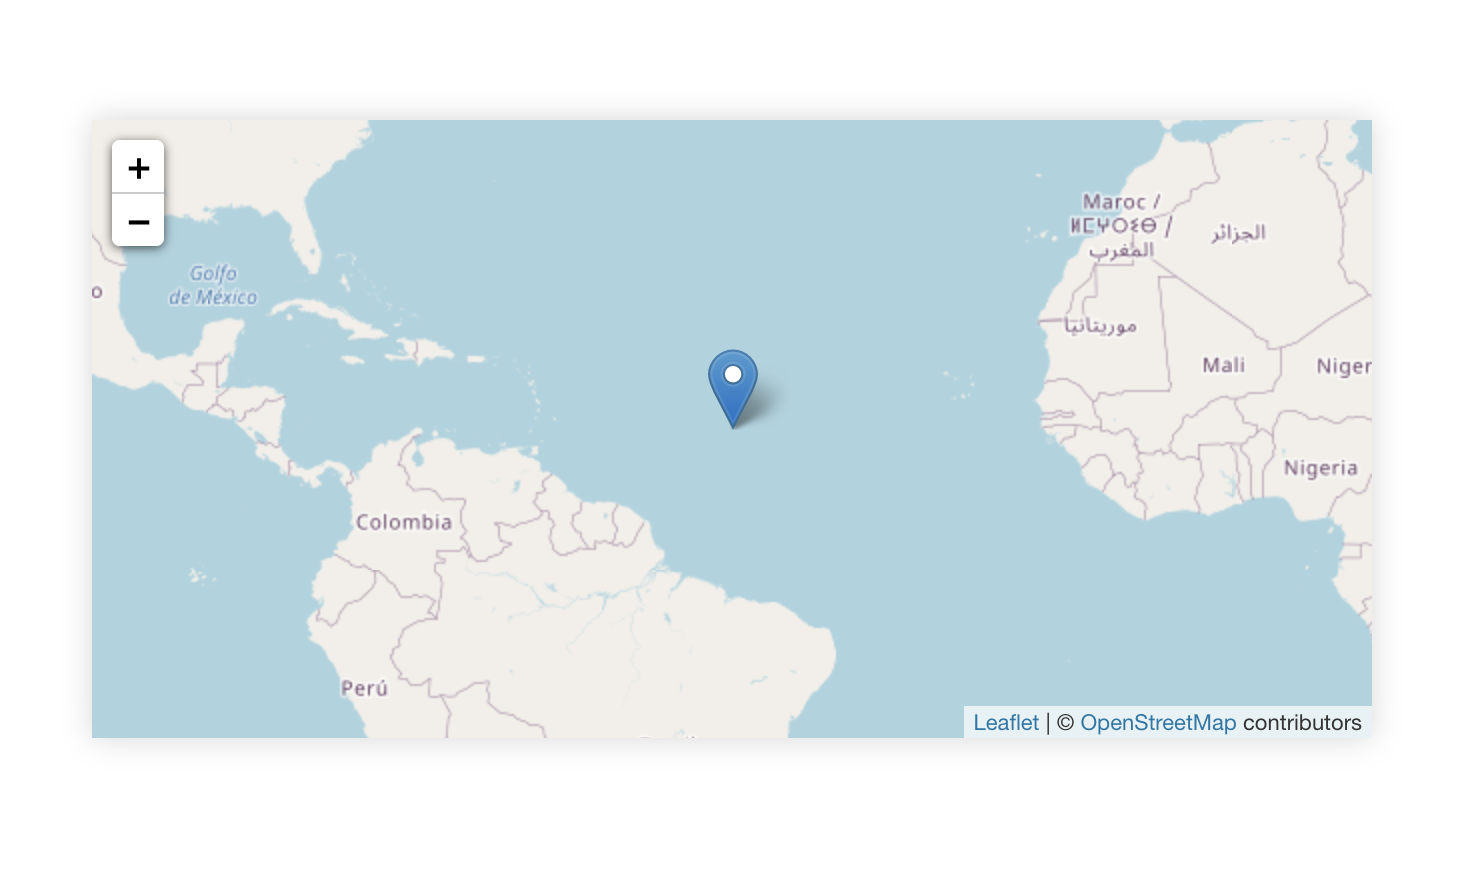 +
−
Maroc /
ⵍⵎⵖⵔⵉⴱ /
المغرب
الجزائر
Golfo
de México
o
موريتانيا
Mali
Niger
Nigeria
Colombia
Perú
Leaflet | © OpenStreetMap contributors